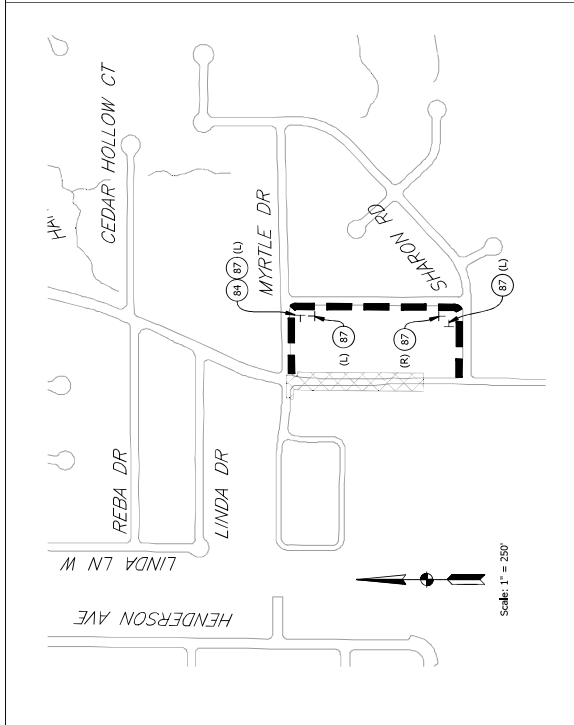 HAI
CEDAR HOLLOW CT
MYRTLE DR
84 87 (L)
87
(L)
SHARON RD
(R)
87
87 (L)
REBA DR
LINDA DR
LINDA LN W
HENDERSON AVE
Scale: 1" = 250'